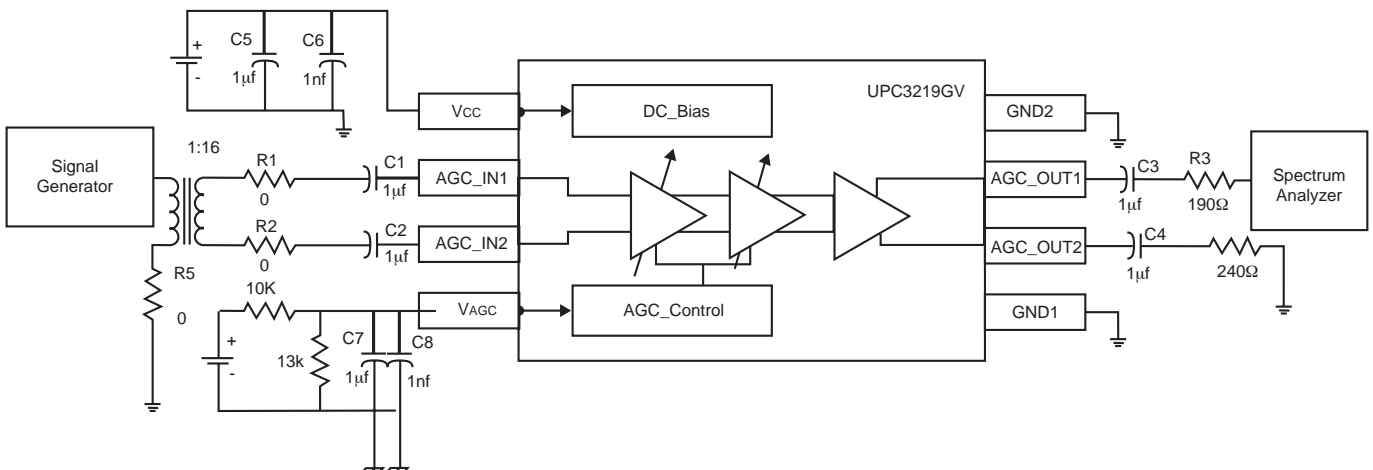 +
-
C5
1µf
C6
1nf
UPC3219GV
VCC
DC_Bias
GND2
Signal
Generator
1:16
R1
0
C1
1µf
AGC_IN1
AGC_OUT1
C3
1µf
R3
190Ω
Spectrum
Analyzer
R2
0
C2
1µf
AGC_IN2
AGC_OUT2
C4
1µf
240Ω
R5
0
10K
VAGC
AGC_Control
GND1
+
-
13k
C7
1µf
C8
1nf